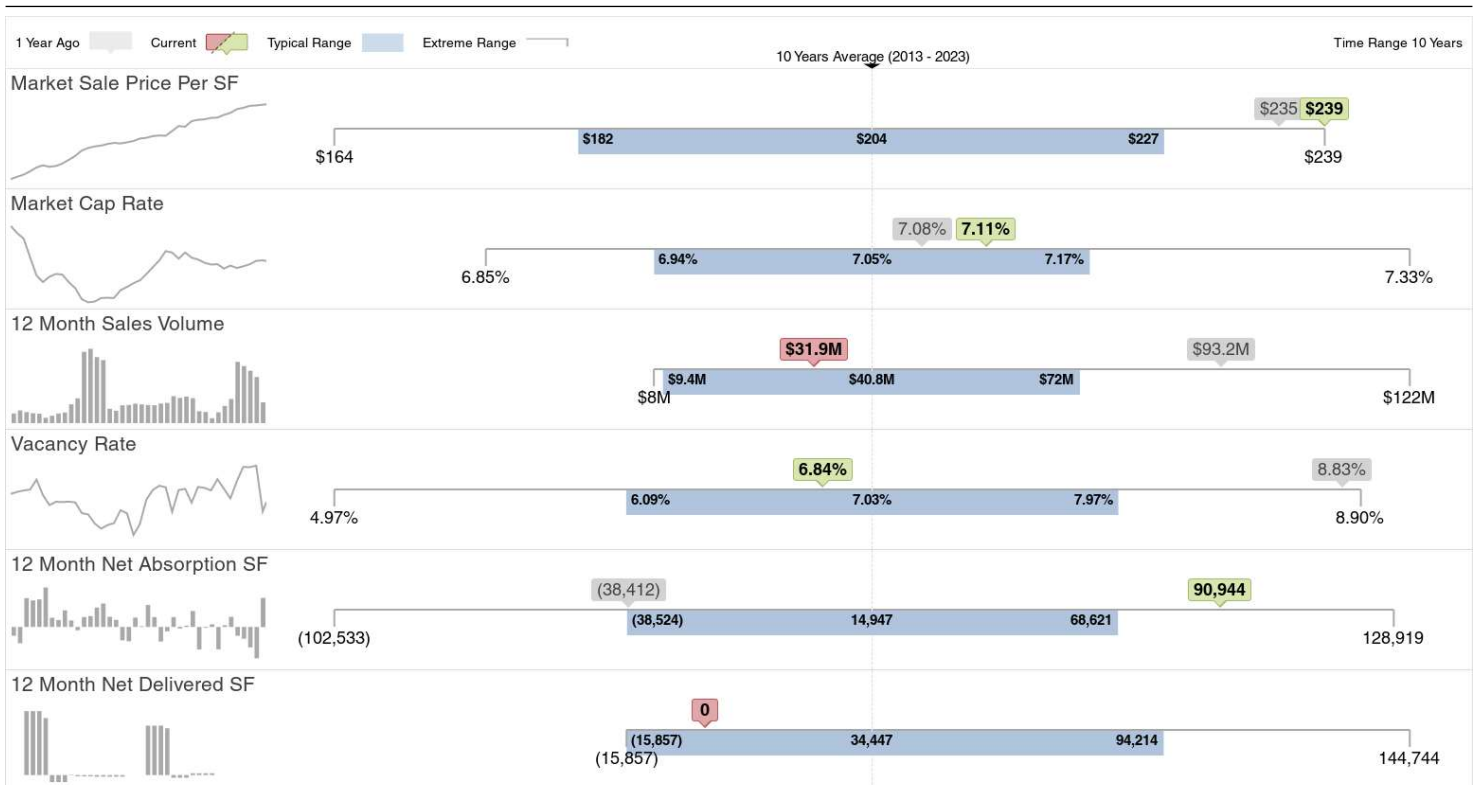 1 Year Ago Current Typical Range Extreme Range Time Range 10 Years
10 Years Average (2013 - 2023)
Market Sale Price Per SF
$235 $239
$182 $204 $227
$164 $239
Market Cap Rate
7.08% 7.11%
6.94% 7.05% 7.17%
6.85% 7.33%
12 Month Sales Volume
$31.9M $93.2M
$9.4M $40.8M $72M
$8M $122M
Vacancy Rate
6.84% 8.83%
6.09% 7.03% 7.97%
4.97% 8.90%
12 Month Net Absorption SF
(38,412) 90,944
(38,524) 14,947 68,621
(102,533) 128,919
12 Month Net Delivered SF
0
(15,857) 34,447 94,214
(15,857) 144,744